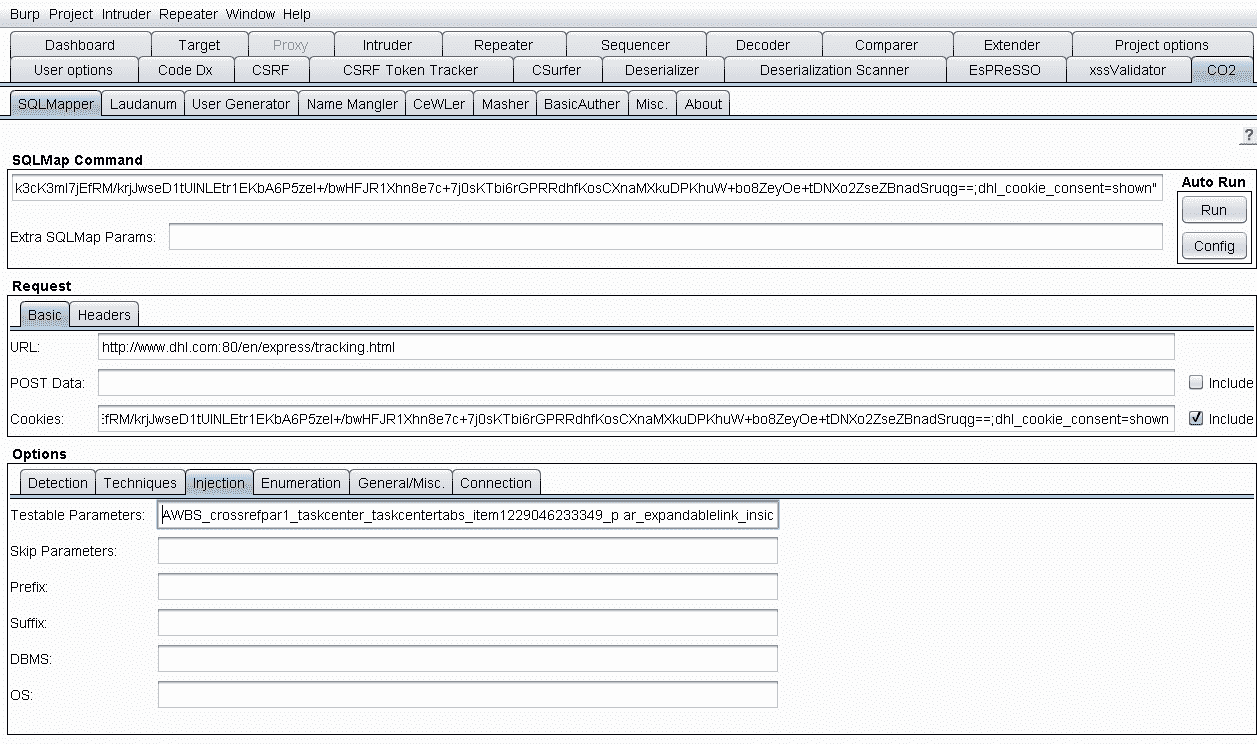 Burp Project Intruder Repeater Window Help
Dashboard Target Proxy Intruder Repeater Sequencer Decoder Comparer Extender Project options
User options Code Dx CSRF CSRF Token Tracker CSurfer Deserializer Deserialization Scanner EsPReSSO xssValidator CO2
SQLMapper Laudanum User Generator Name Mangler CeWLer Masher BasicAuther Misc. About
?
SQLMap Command
k3cK3ml7jEfRM/krjJwseD1tUINLEtr1EKbA6P5zel+/bwHFJR1Xhn8e7c+7j0sKTbi6rGPRRdhfKosCXnaMXkuDPKhuW+bo8ZeyOe+tDNXo2ZseZBnadSruqg==;dhl_cookie_consent=shown"
Auto Run
Run
Extra SQLMap Params:
Config
Request
Basic Headers
URL: http://www.dhl.com:80/en/express/tracking.html
POST Data: Include
Cookies: EfRM/krjJwseD1tUINLEtr1EKbA6P5zel+/bwHFJR1Xhn8e7c+7j0sKTbi6rGPRRdhfKosCXnaMXkuDPKhuW+bo8ZeyOe+tDNXo2ZseZBnadSruqg==;dhl_cookie_consent=shown Include
Options
Detection Techniques Injection Enumeration General/Misc. Connection
Testable Parameters: AWBS_crossrefpar1_taskcenter_taskcentertabs_item1229046233349_p ar_expandablelink_insic
Skip Parameters:
Prefix:
Suffix:
DBMS:
OS: